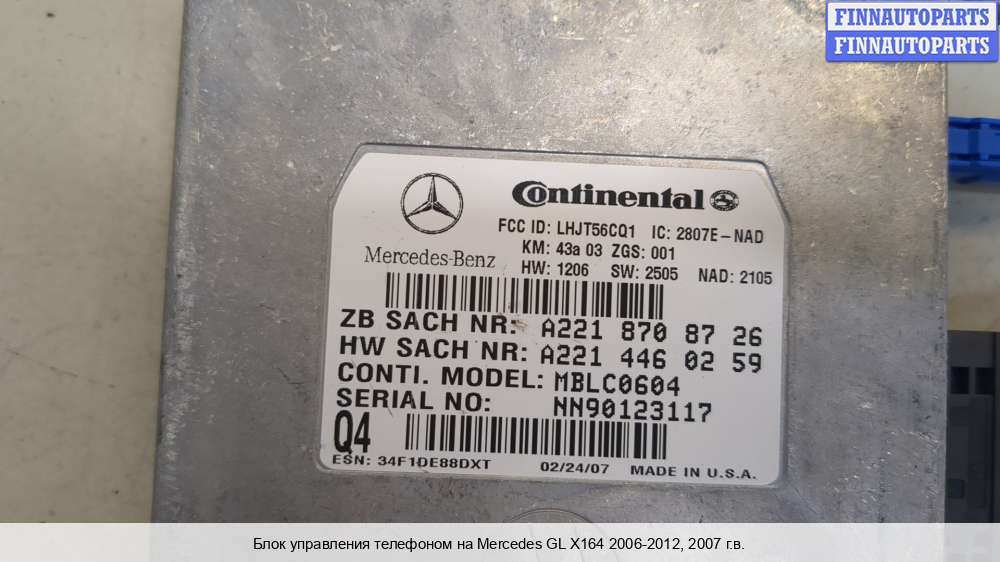 FINNAUTOPARTS
FINNAUTOPARTS
Continental
FCC ID: LHJT56CQ1 IC: 2807E-NAD
KM: 43a 03 ZGS: 001
Mercedes-Benz
HW: 1206 SW: 2505 NAD: 2105
ZB SACH NR: A221 870 87 26
HW SACH NR: A221 446 02 59
CONTI. MODEL: MBLC0604
SERIAL NO: NN90123117
Q4
ESN: 34F1DE88DXT 02/24/07 MADE IN U.S.A.
Блок управления телефоном на Mercedes GL X164 2006-2012, 2007 г.в.